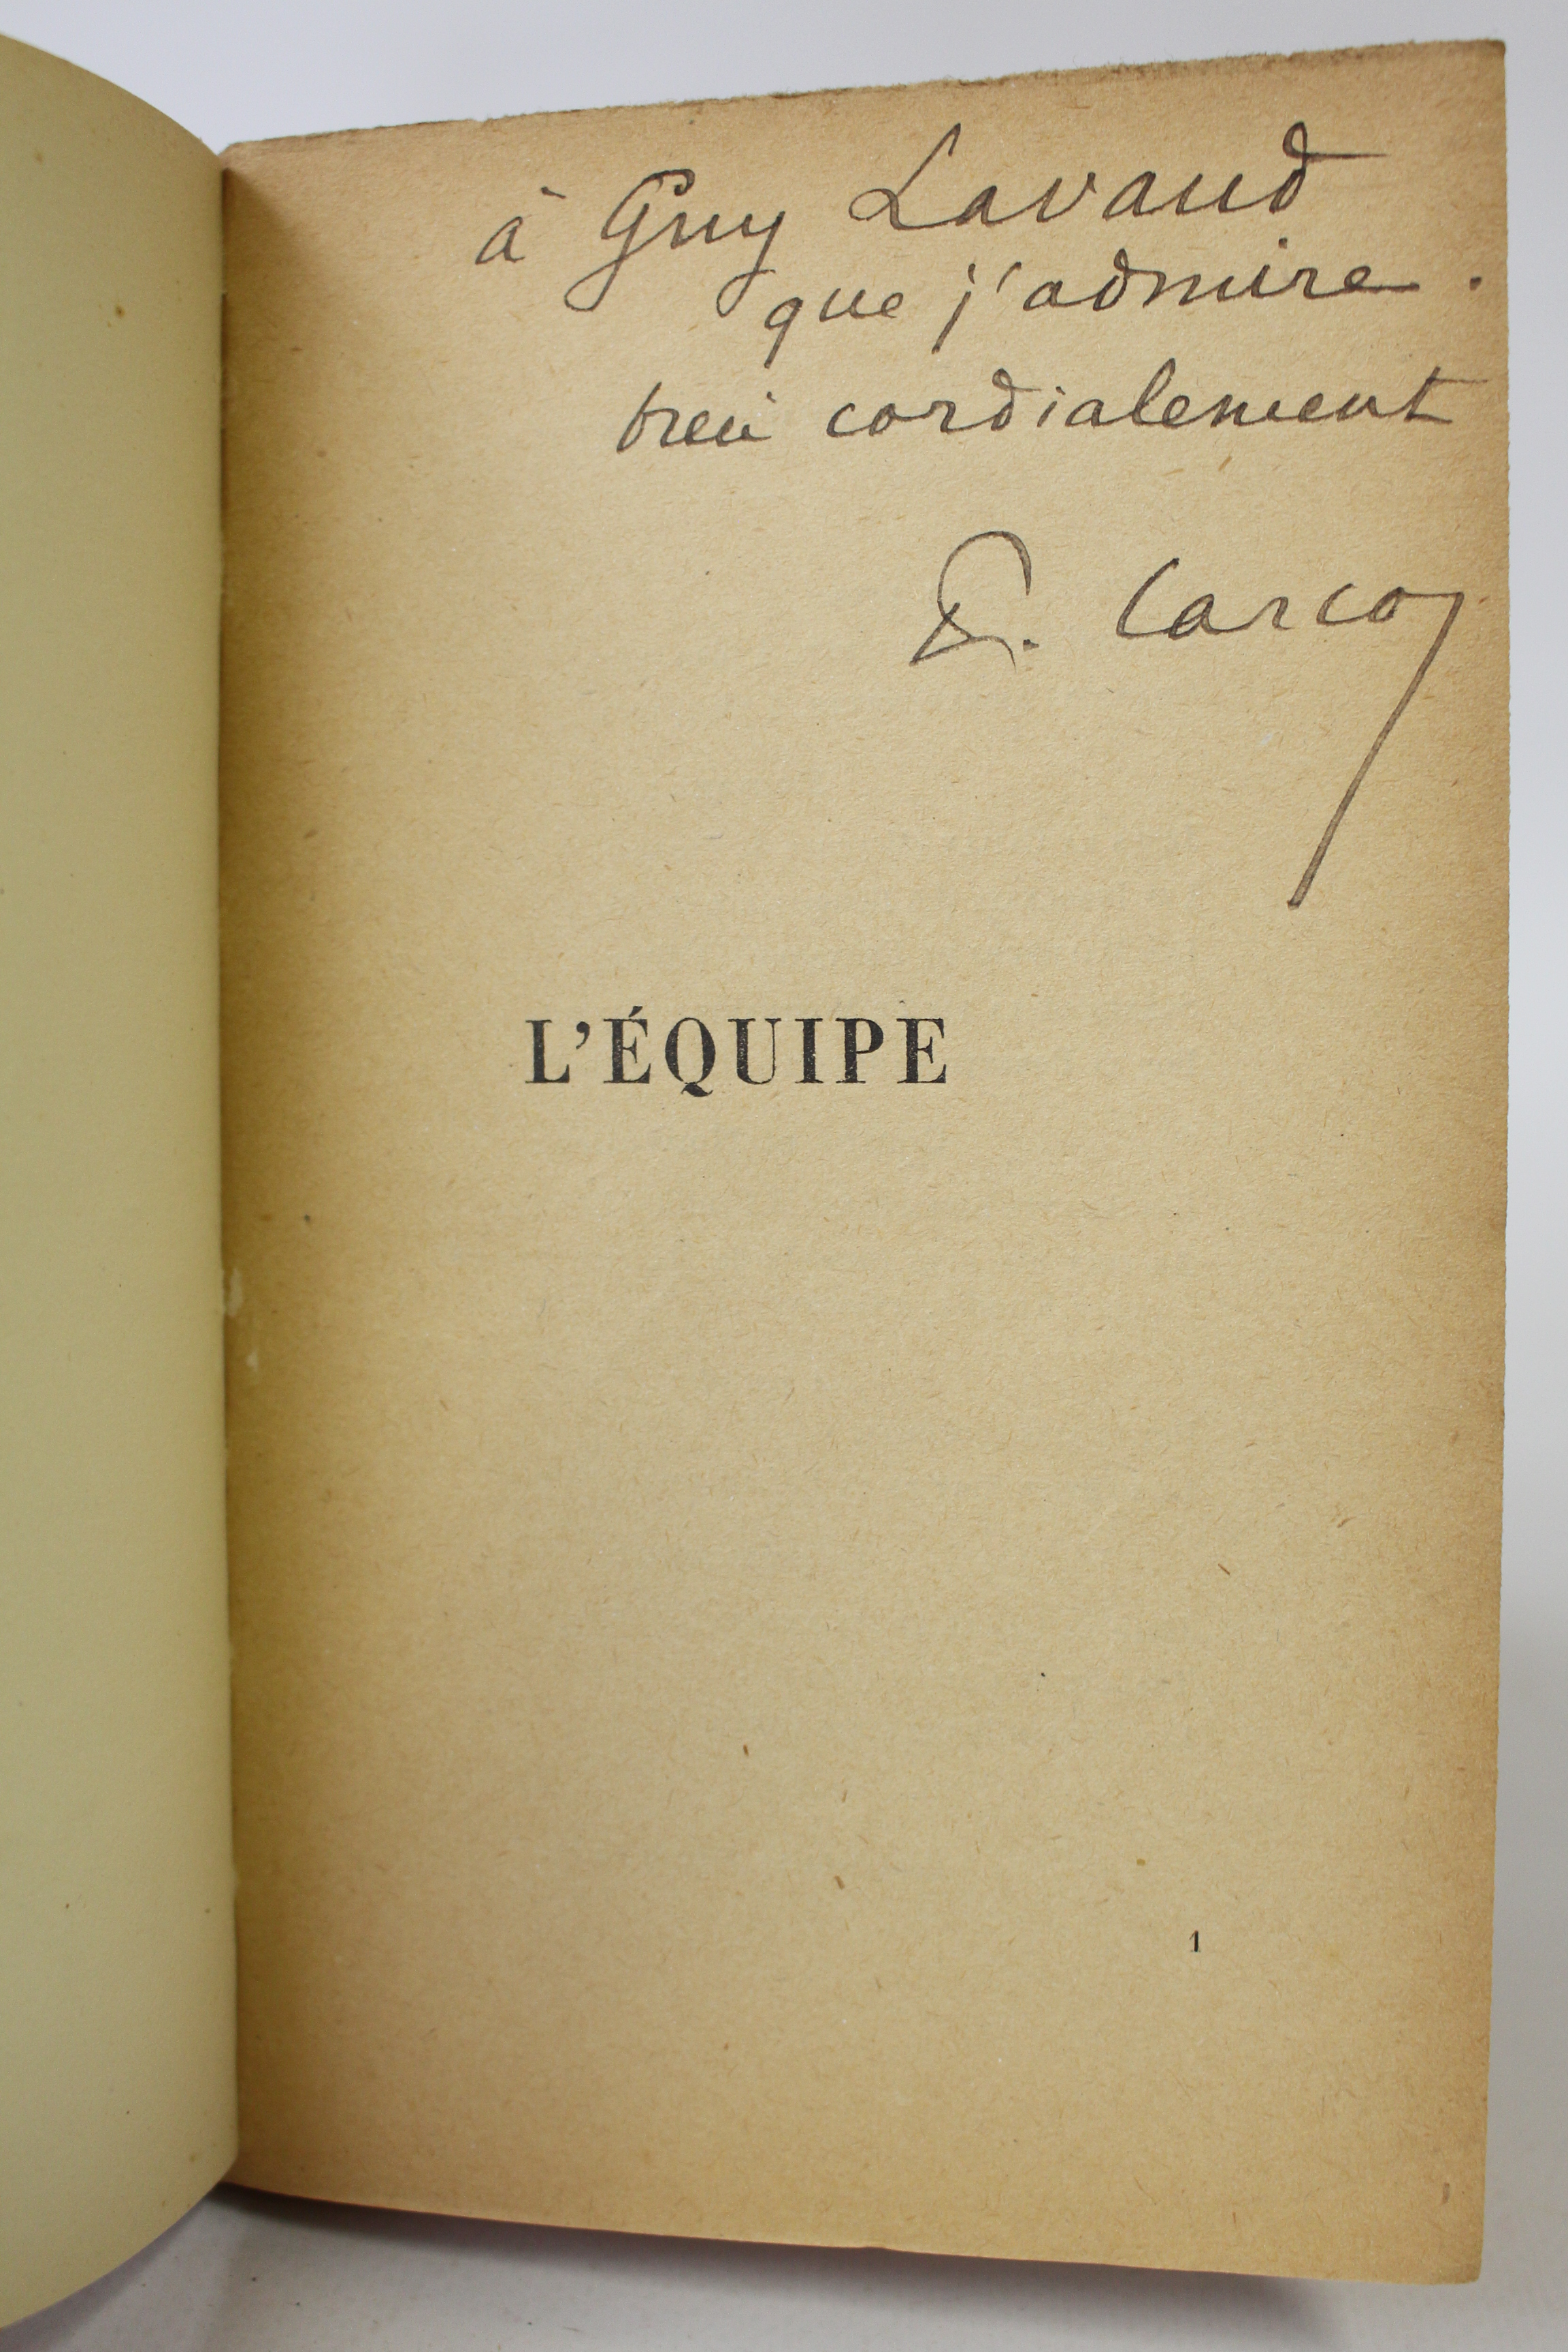 à Guy Lavaud
que j'admire.
bien cordialement
F. Carco
L'ÉQUIPE
1